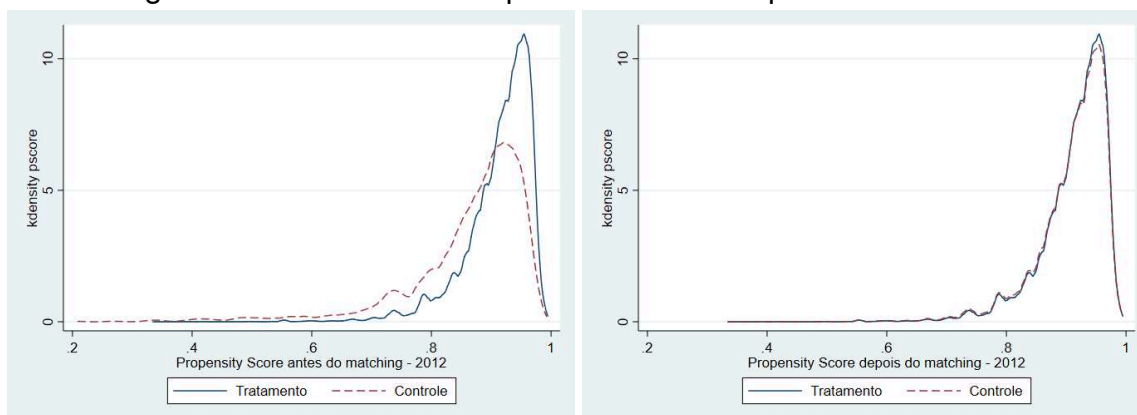 kdensity pscore
10
5
0
.2 .4 .6 .8 1
Propensity Score antes do matching - 2012
Tratamento Controle
kdensity pscore
10
5
0
.2 .4 .6 .8 1
Propensity Score depois do matching - 2012
Tratamento Controle